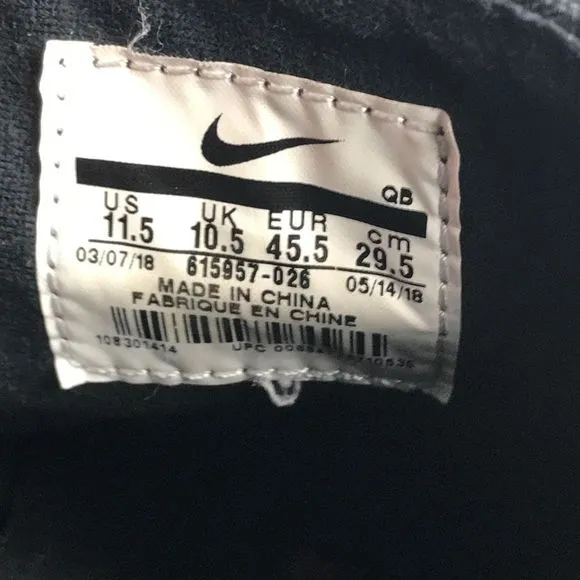 QB
US UK EUR cm
11.5 10.5 45.5 29.5
03/07/18 615957-026 05/14/18
MADE IN CHINA
FABRIQUE EN CHINE
108301414 UPC